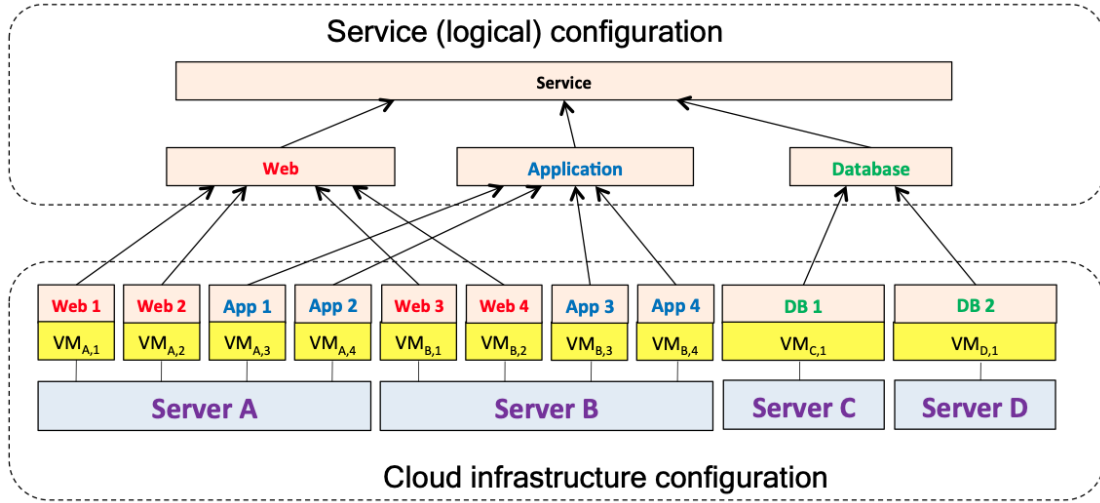 Service (logical) configuration
Service
Web Application Database
Web 1 Web 2 App 1 App 2 Web 3 Web 4 App 3 App 4 DB 1 DB 2
VMA,1 VMA,2 VMA,3 VMA,4 VMB,1 VMB,2 VMB,3 VMB,4 VMC,1 VMD,1
Server A Server B Server C Server D
Cloud infrastructure configuration